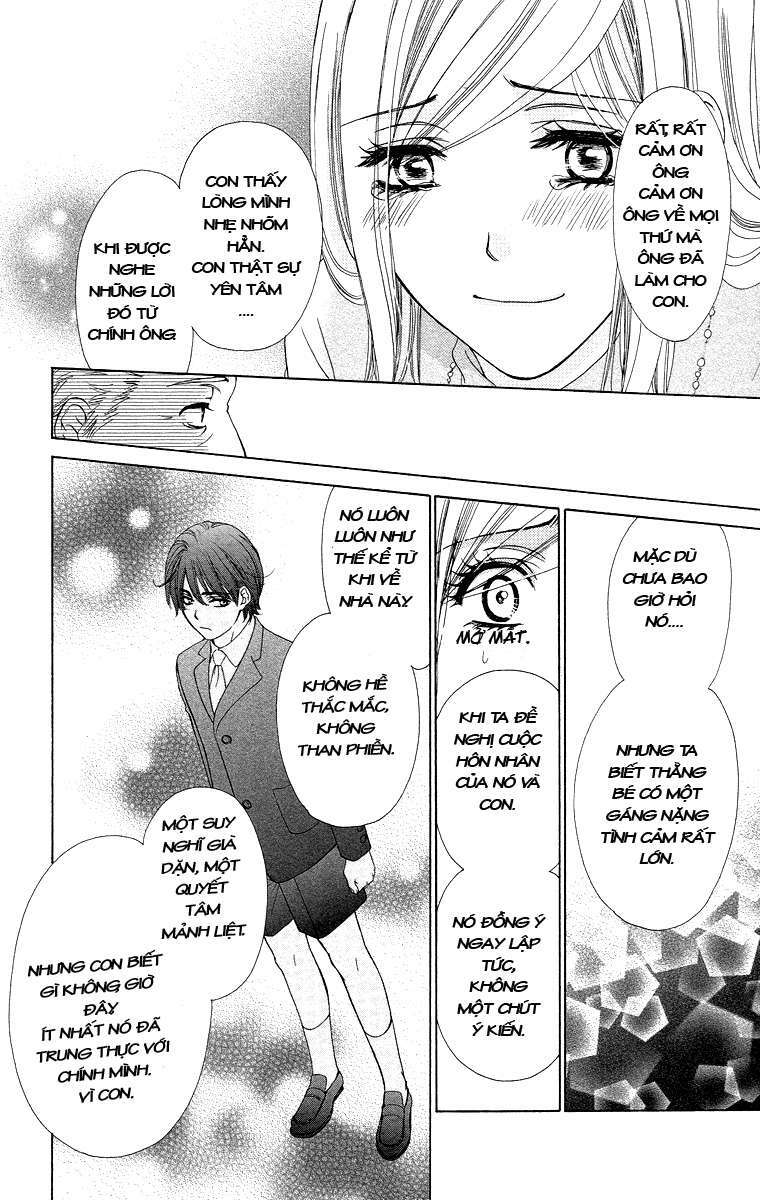 RẤT, RẤT
CẢM ƠN
ÔNG
CẢM ƠN
ÔNG VỀ MỌI
THỨ MÀ
ÔNG ĐÃ
LÀM CHO
CON.
CON THẤY
LÒNG MÌNH
NHẸ NHÕM
HẲN.
CON THẬT SỰ
YÊN TÂM
....
KHI ĐƯỢC
NGHE
NHỮNG LỜI
ĐÓ TỪ
CHÍNH ÔNG.
MẶC DÙ
CHƯA BAO
GIỜ HỎI
NÓ....
NHƯNG TA
BIẾT THẰNG
BÉ CÓ MỘT
GÁNG NẶNG
TÌNH CẢM RẤT
LỚN.
MỞ MẮT.
KHI TA ĐỀ
NGHỊ CUỘC
HÔN NHÂN
CỦA NÓ VÀ
CON.
NÓ ĐỒNG Ý
NGAY LẬP
TỨC,
KHÔNG
MỘT CHÚT
Ý KIẾN.
NÓ LUÔN
LUÔN NHƯ
THẾ KỂ TỪ
KHI VỀ
NHÀ NÀY
KHÔNG HỀ
THẮC MẮC,
KHÔNG
THAN PHIỀN.
MỘT SUY
NGHĨ GIÀ
DẶN, MỘT
QUYẾT
TÂM
MẢNH LIỆT.
NHƯNG CON BIẾT
GÌ KHÔNG GIỜ
ĐÂY
ÍT NHẤT NÓ ĐÃ
TRUNG THỰC VỚI
CHÍNH MÌNH.
VÌ CON.